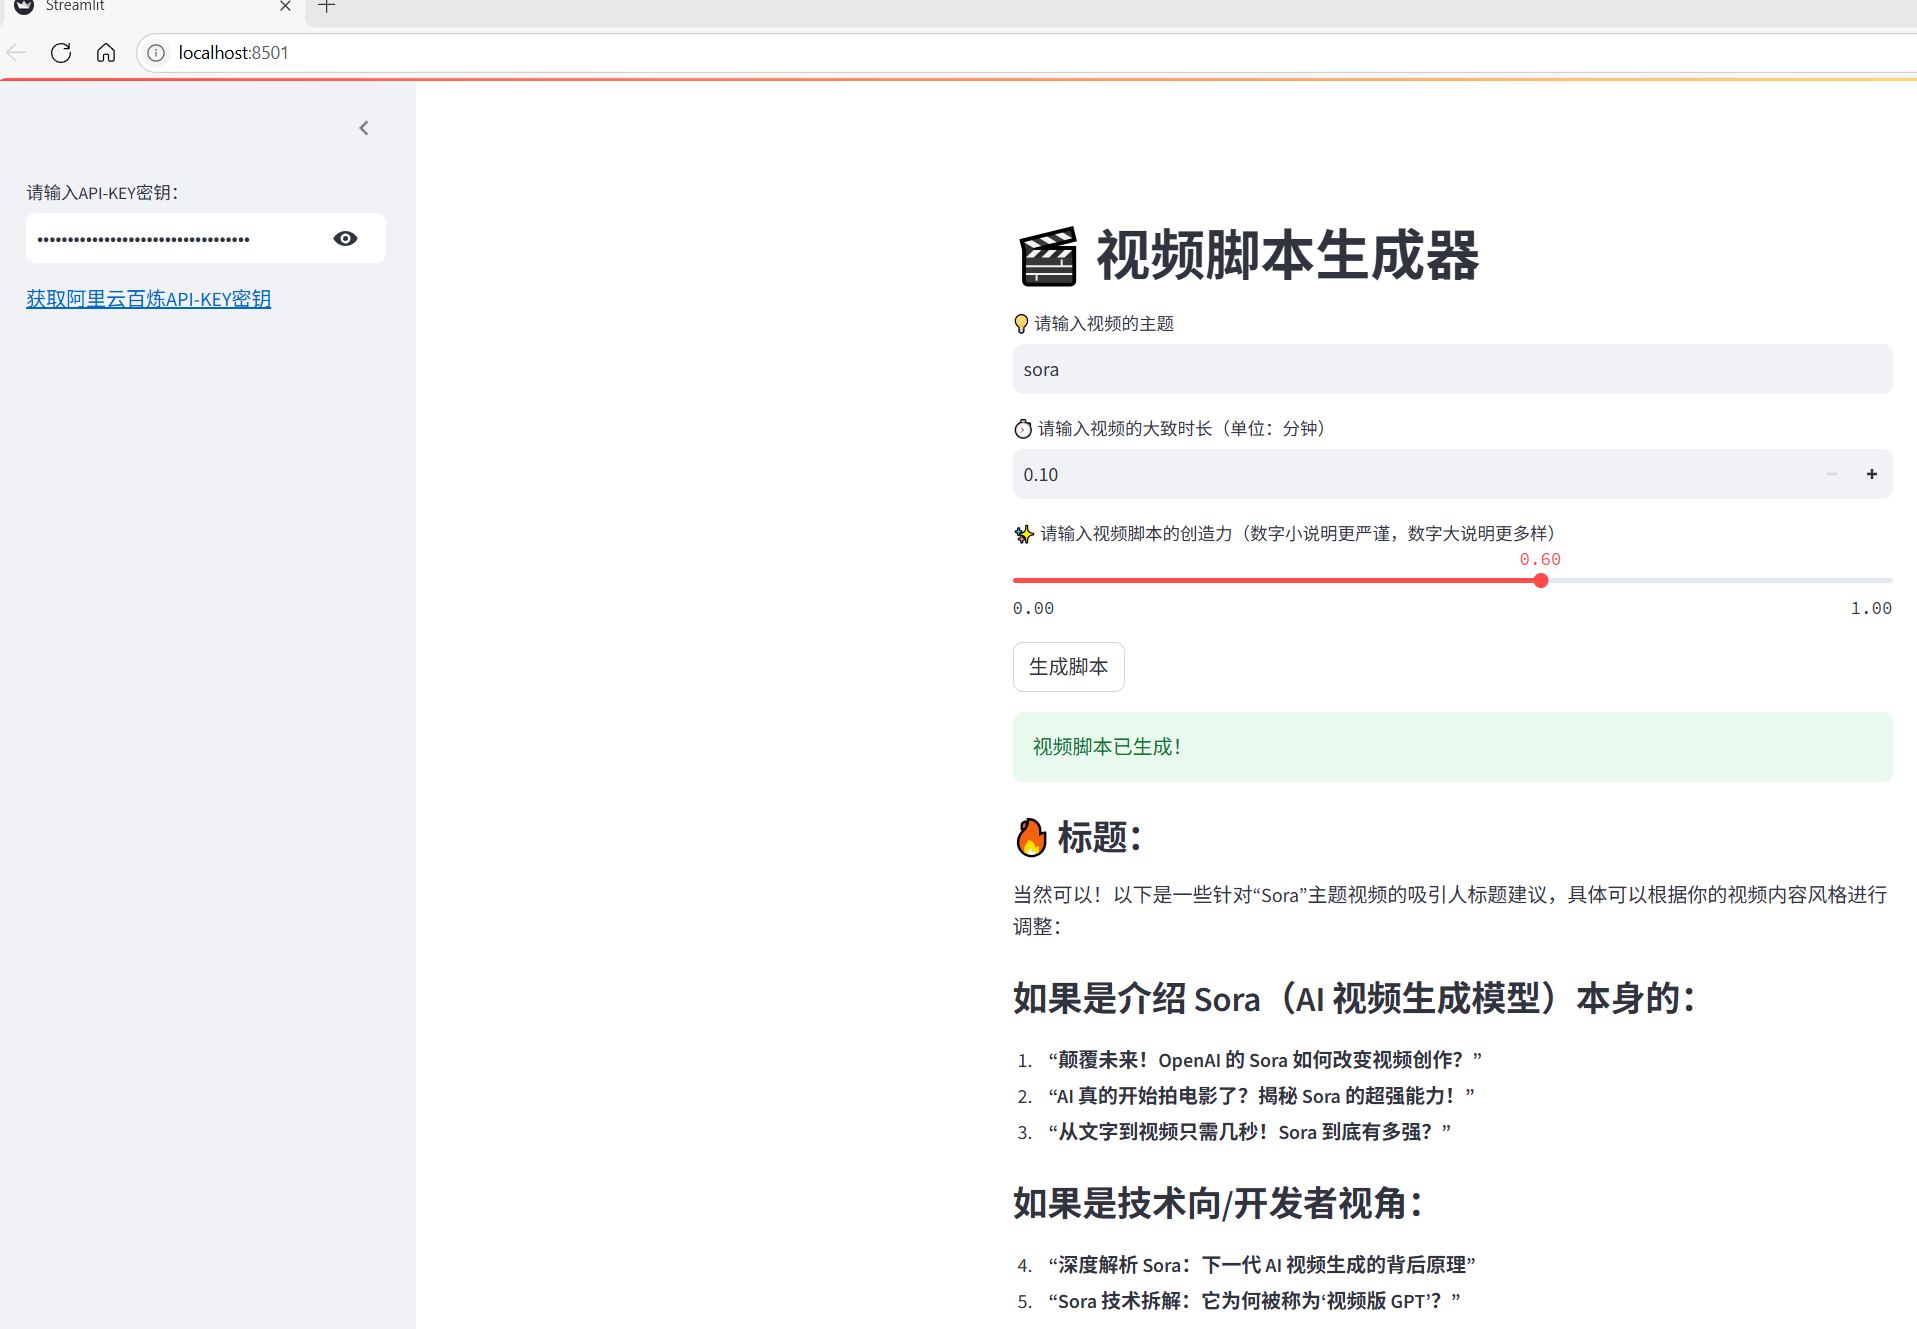 Streamlit
localhost:8501
请输入API-KEY密钥：
••••••••••••••••••••••••••••••••••
获取阿里云百炼API-KEY密钥
🎬 视频脚本生成器
💡 请输入视频的主题
sora
⏱️ 请输入视频的大致时长（单位：分钟）
0.10
✨ 请输入视频脚本的创造力（数字小说明更严谨，数字大说明更多样）
0.60
0.00 1.00
生成脚本
视频脚本已生成！
🔥 标题：
当然可以！以下是一些针对“Sora”主题视频的吸引人标题建议，具体可以根据你的视频内容风格进行
调整：
如果是介绍 Sora（AI 视频生成模型）本身的：
1. “颠覆未来！OpenAI 的 Sora 如何改变视频创作？”
2. “AI 真的开始拍电影了？揭秘 Sora 的超强能力！”
3. “从文字到视频只需几秒！Sora 到底有多强？”
如果是技术向/开发者视角：
4. “深度解析 Sora：下一代 AI 视频生成的背后原理”
5. “Sora 技术拆解：它为何被称为‘视频版 GPT’？”